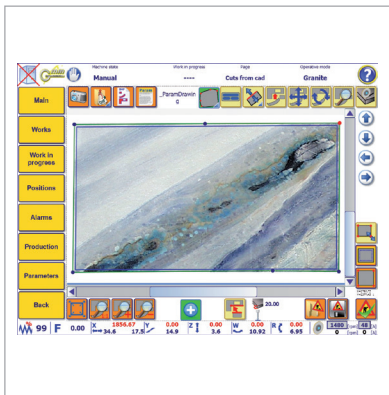 Machine state
Work in progress
Page
Operative mode
Manual
----
Cuts from cad
Granite
Main
_ParamDrawin
g
Works
Work in
progress
Positions
Alarms
Production
Parameters
Back
20.00
99 F 0.00
X 1856.67
34.6
Y 0.00
17.5 14.9
Z 0.00
3.6
W 0.00
10.92
R 0.00
6.95
1480
0
48
0